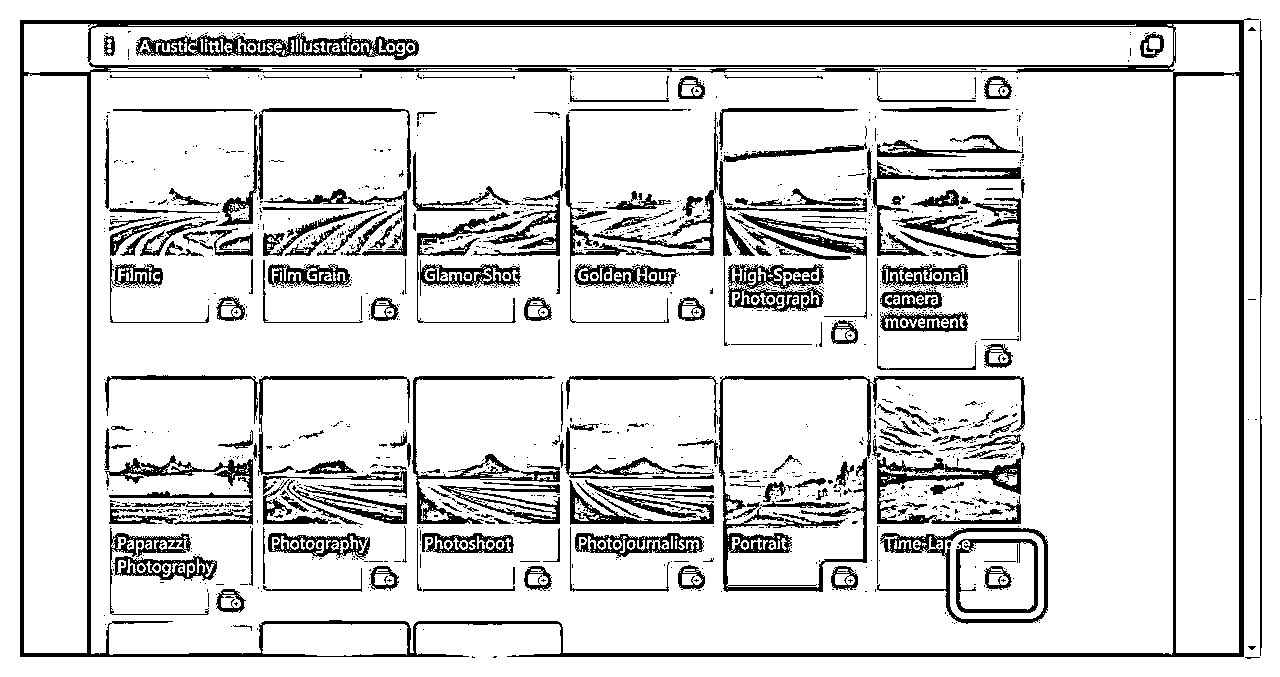 A rustic little house, Illustration, Logo
Filmic
Film Grain
Glamor Shot
Golden Hour
High-Speed
Photograph
Intentional
camera
movement
Paparazzi
Photography
Photography
Photoshoot
Photojournalism
Portrait
Time-Lapse